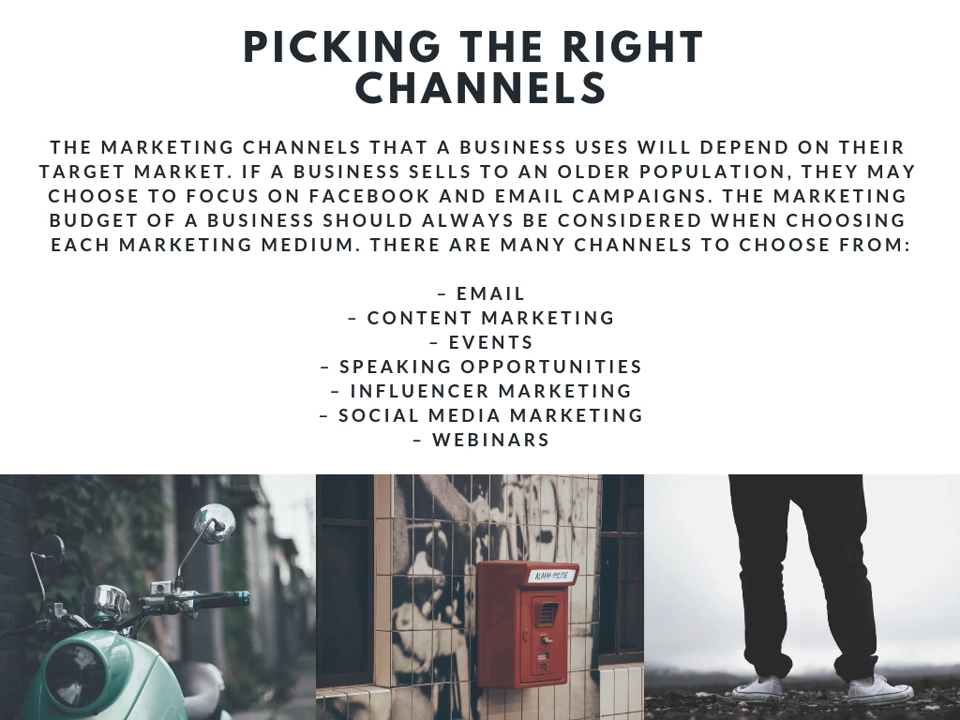 PICKING THE RIGHT
CHANNELS
THE MARKETING CHANNELS THAT A BUSINESS USES WILL DEPEND ON THEIR
TARGET MARKET. IF A BUSINESS SELLS TO AN OLDER POPULATION, THEY MAY
CHOOSE TO FOCUS ON FACEBOOK AND EMAIL CAMPAIGNS. THE MARKETING
BUDGET OF A BUSINESS SHOULD ALWAYS BE CONSIDERED WHEN CHOOSING
EACH MARKETING MEDIUM. THERE ARE MANY CHANNELS TO CHOOSE FROM:
– EMAIL
– CONTENT MARKETING
– EVENTS
– SPEAKING OPPORTUNITIES
– INFLUENCER MARKETING
– SOCIAL MEDIA MARKETING
– WEBINARS